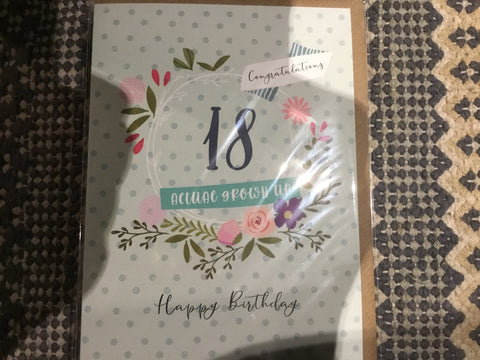 Congratulations
18
ACTUAL GROWN UP
Happy Birthday